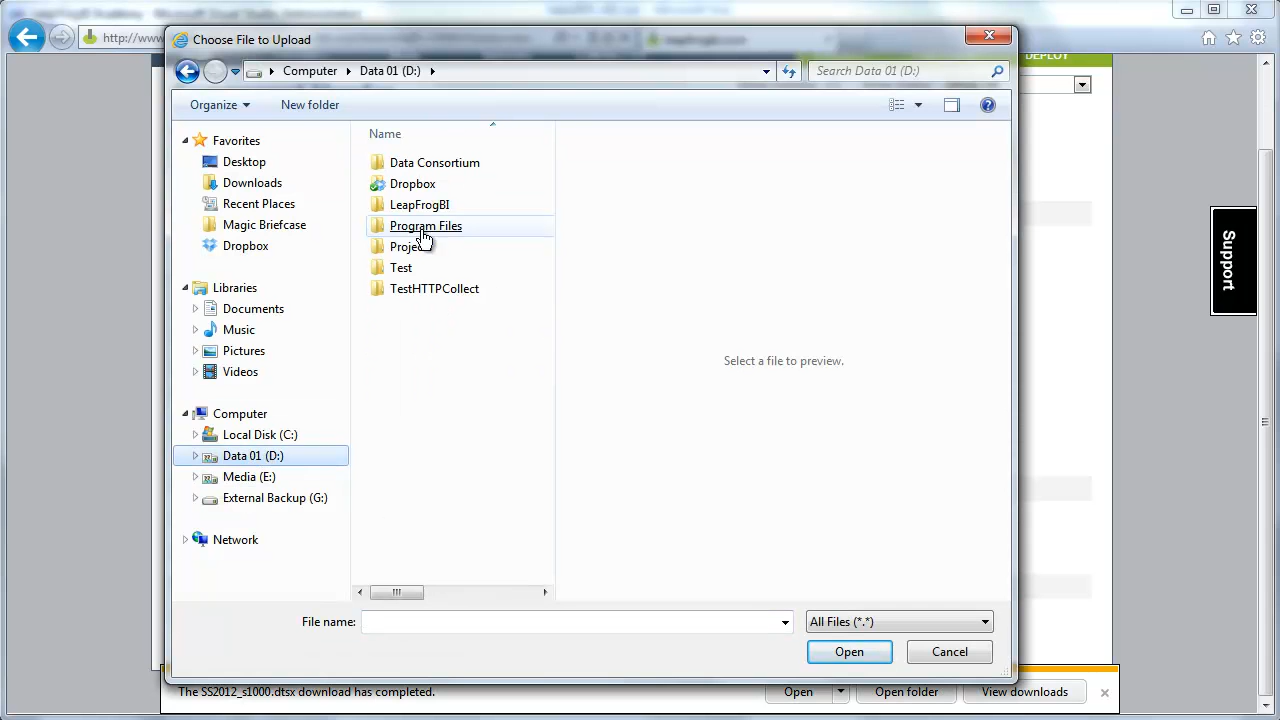 Choose File to Upload
http://www.
Computer
Data 01 (D:)
Search Data 01 (D:)
DEPLOY
Organize
New folder
Name
Favorites
Desktop
Downloads
Recent Places
Magic Briefcase
Dropbox
Libraries
Documents
Music
Pictures
Videos
Computer
Local Disk (C:)
Data 01 (D:)
Media (E:)
External Backup (G:)
Network
Data Consortium
Dropbox
LeapFrogBI
Program Files
Test
TestHTTPCollect
Select a file to preview.
Support
File name:
All Files (*.*)
Open
Cancel
The SS2012_s1000.dtsx download has completed.
Open
Open folder
View downloads